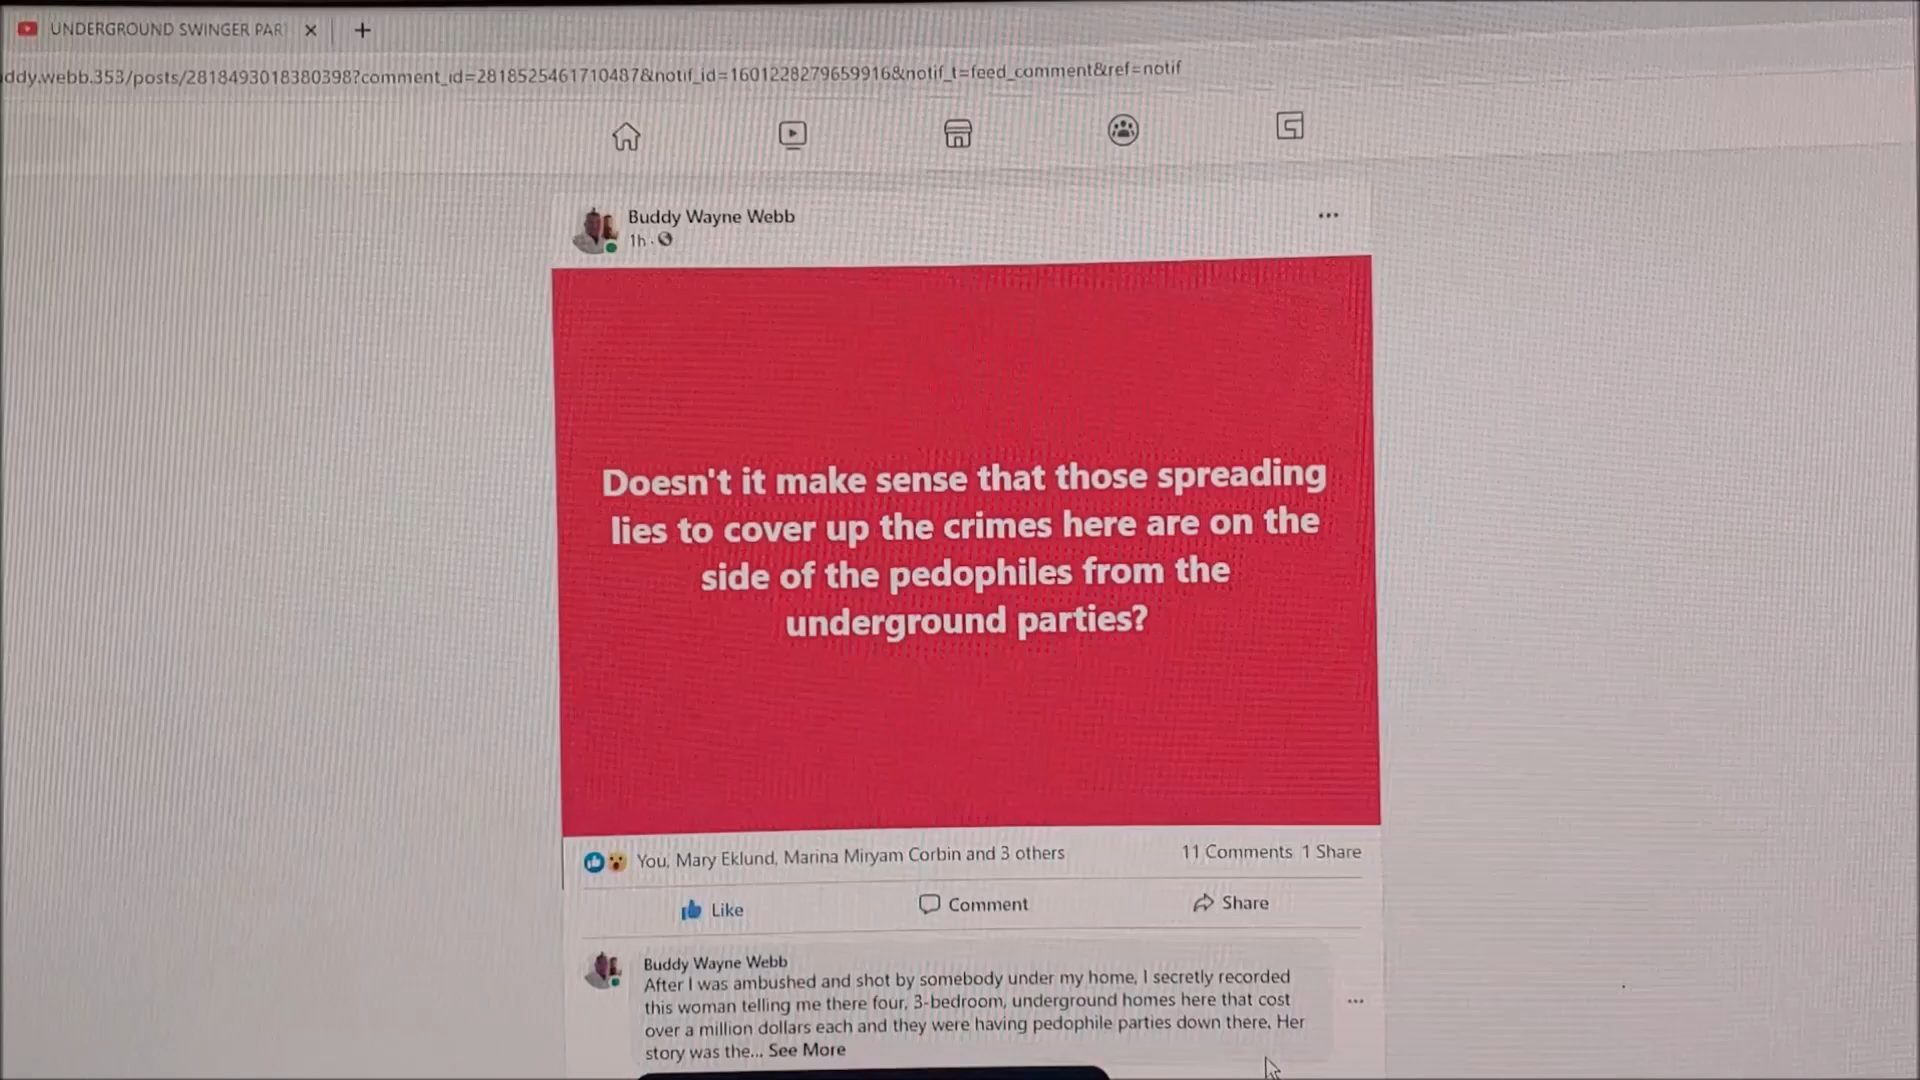 UNDERGROUND SWINGER PAR
ddy.webb.353/posts/2818493018380398?comment_id=2818525461710487&notif_id=1601228279659916&notif_t=feed_comment&ref=notif
Buddy Wayne Webb
1h ·
Doesn't it make sense that those spreading
lies to cover up the crimes here are on the
side of the pedophiles from the
underground parties?
You, Mary Eklund, Marina Miryam Corbin and 3 others
11 Comments 1 Share
Like
Comment
Share
Buddy Wayne Webb
After I was ambushed and shot by somebody under my home, I secretly recorded
this woman telling me there four, 3-bedroom, underground homes here that cost
over a million dollars each and they were having pedophile parties down there. Her
story was the... See More